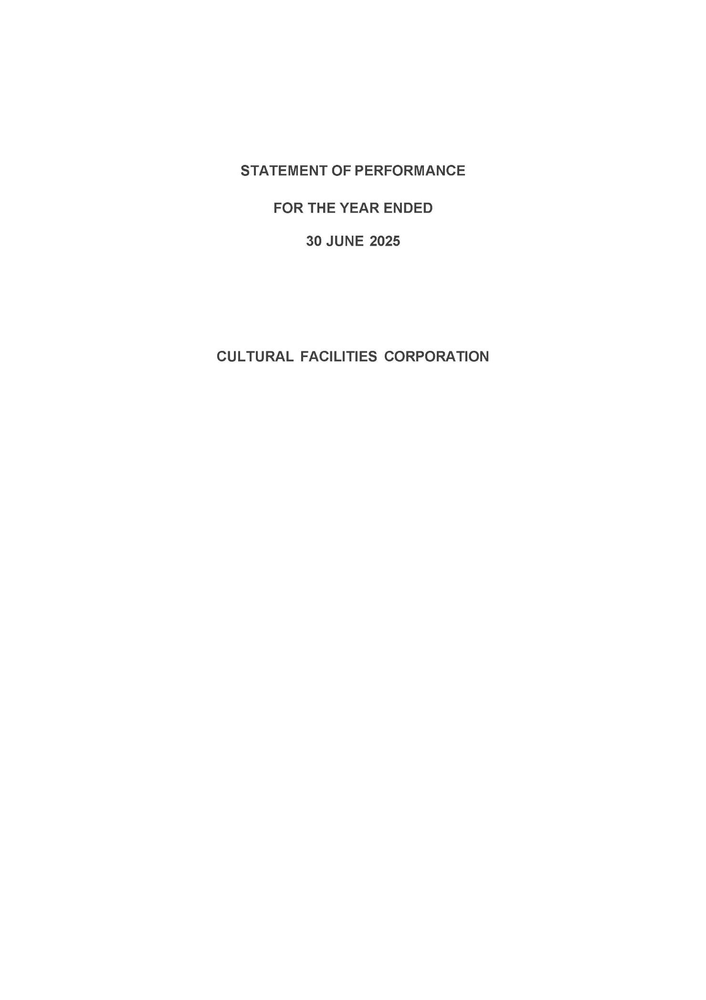 STATEMENT OF PERFORMANCE
FOR THE YEAR ENDED
30 JUNE 2025
CULTURAL FACILITIES CORPORATION